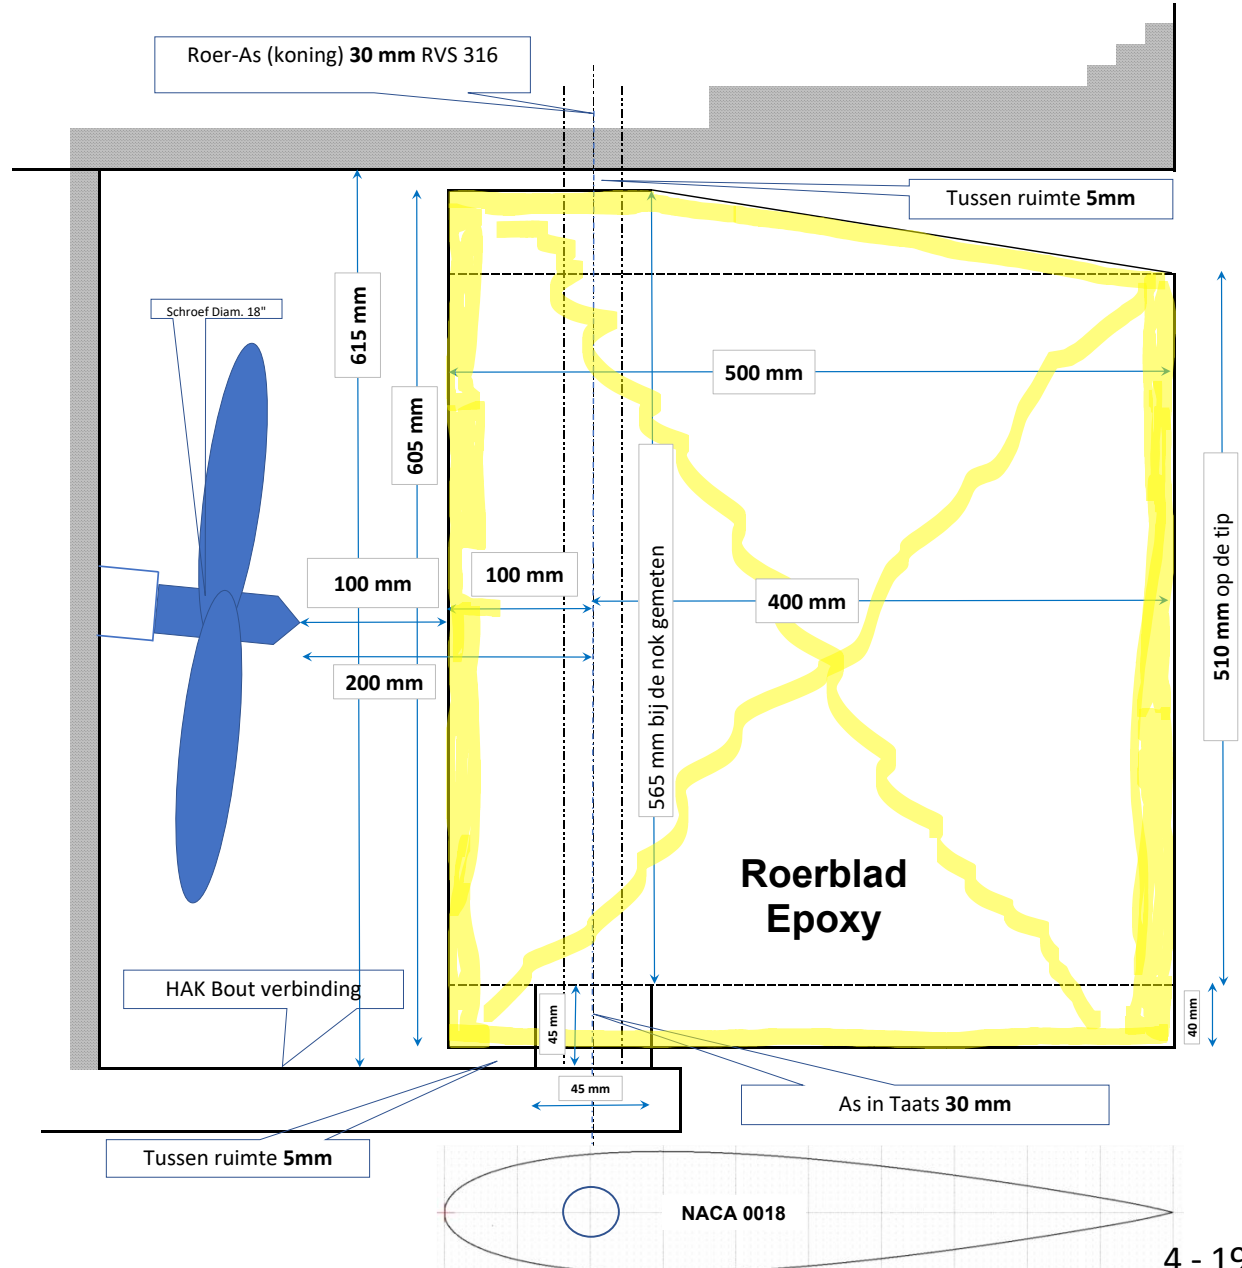 Roer-As (koning) 30 mm RVS 316
Tussen ruimte 5mm
Schroef Diam. 18"
615 mm
605 mm
500 mm
100 mm
100 mm
400 mm
200 mm
565 mm bij de nok gemeten
510 mm op de tip
Roerblad
Epoxy
HAK Bout verbinding
45 mm
40 mm
45 mm
As in Taats 30 mm
Tussen ruimte 5mm
NACA 0018
4 - 19